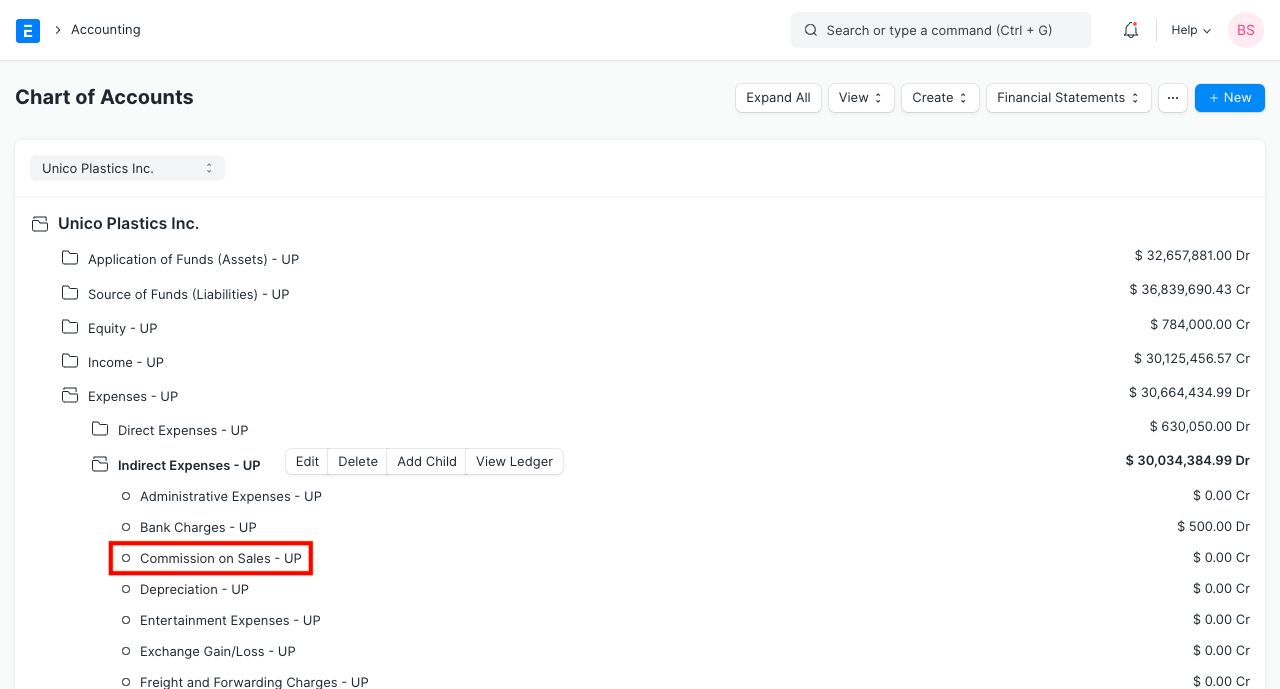 E
Accounting
Search or type a command (Ctrl + G)
Help
BS
Chart of Accounts
Expand All
View
Create
Financial Statements
...
+ New
Unico Plastics Inc.
Unico Plastics Inc.
Application of Funds (Assets) - UP $ 32,657,881.00 Dr
Source of Funds (Liabilities) - UP $ 36,839,690.43 Cr
Equity - UP $ 784,000.00 Cr
Income - UP $ 30,125,456.57 Cr
Expenses - UP $ 30,664,434.99 Dr
Direct Expenses - UP $ 630,050.00 Dr
Indirect Expenses - UP Edit Delete Add Child View Ledger $ 30,034,384.99 Dr
Administrative Expenses - UP $ 0.00 Cr
Bank Charges - UP $ 500.00 Dr
Commission on Sales - UP $ 0.00 Cr
Depreciation - UP $ 0.00 Cr
Entertainment Expenses - UP $ 0.00 Cr
Exchange Gain/Loss - UP $ 0.00 Cr
Freight and Forwarding Charges - UP $ 0.00 Cr